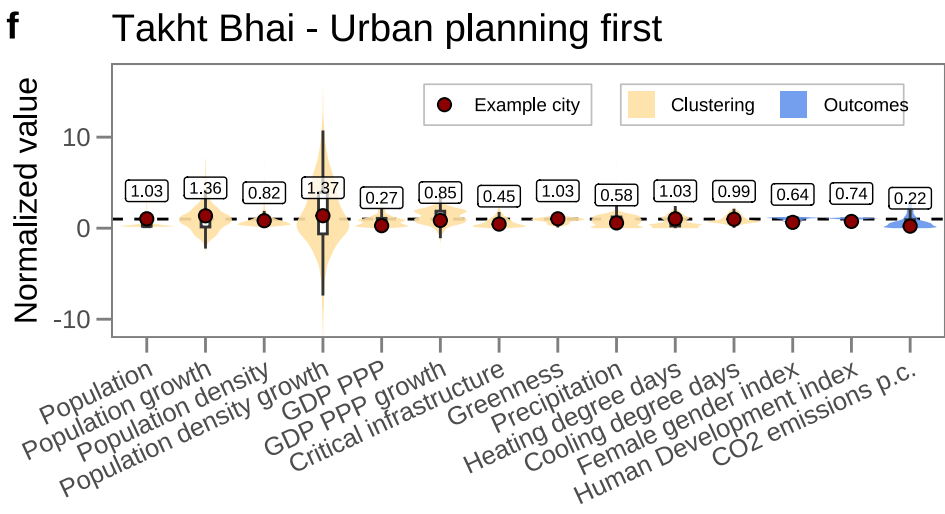 f
Takht Bhai - Urban planning first
Normalized value
10
0
-10
Example city
Clustering
Outcomes
1.03
1.36
0.82
1.37
0.27
0.85
0.45
1.03
0.58
1.03
0.99
0.64
0.74
0.22
Population
Population growth
Population density
Population density growth
GDP PPP
GDP PPP growth
Critical infrastructure
Greenness
Precipitation
Heating degree days
Cooling degree days
Female gender index
Human Development index
CO2 emissions p.c.